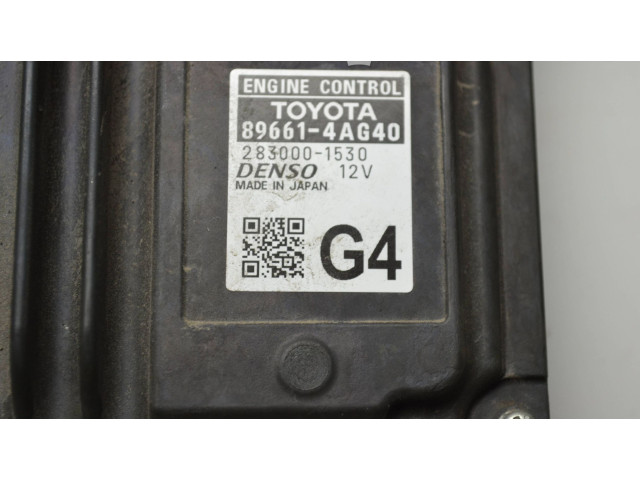 ENGINE CONTROL
TOYOTA
89661-4AG40
283000-1530
DENSO 12V
MADE IN JAPAN
G4